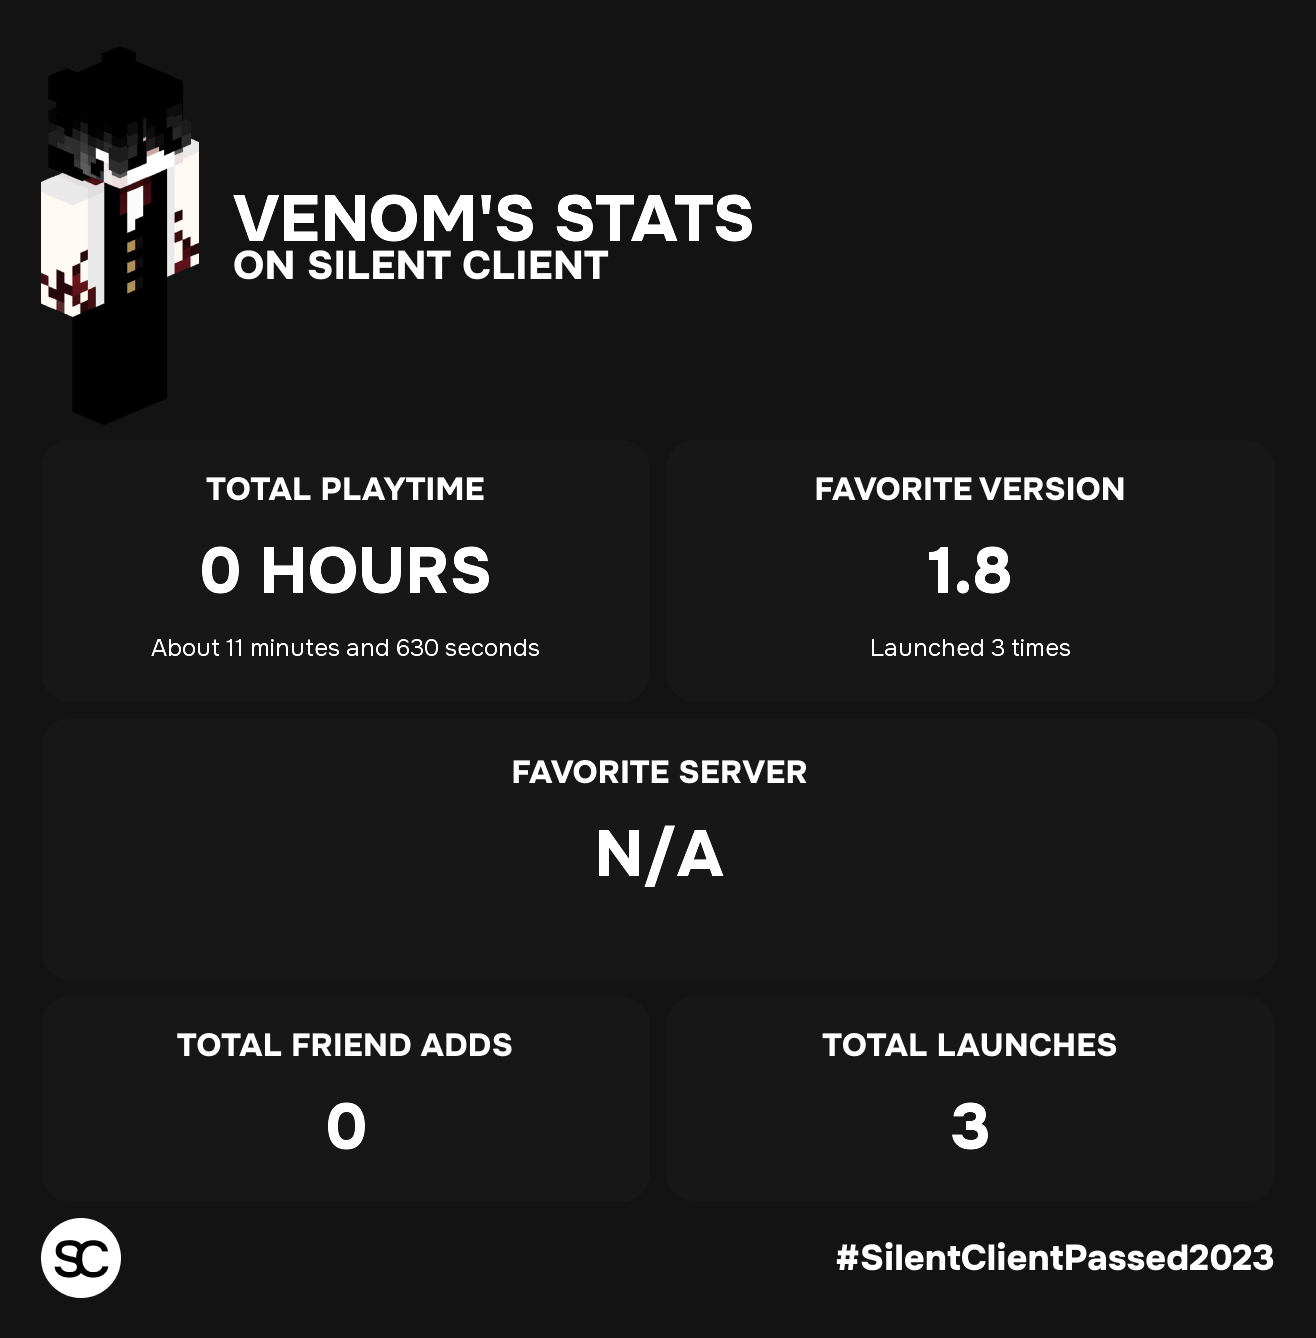 VENOM'S STATS
ON SILENT CLIENT
TOTAL PLAYTIME
0 HOURS
About 11 minutes and 630 seconds
FAVORITE VERSION
1.8
Launched 3 times
FAVORITE SERVER
N/A
TOTAL FRIEND ADDS
0
TOTAL LAUNCHES
3
SC
#SilentClientPassed2023